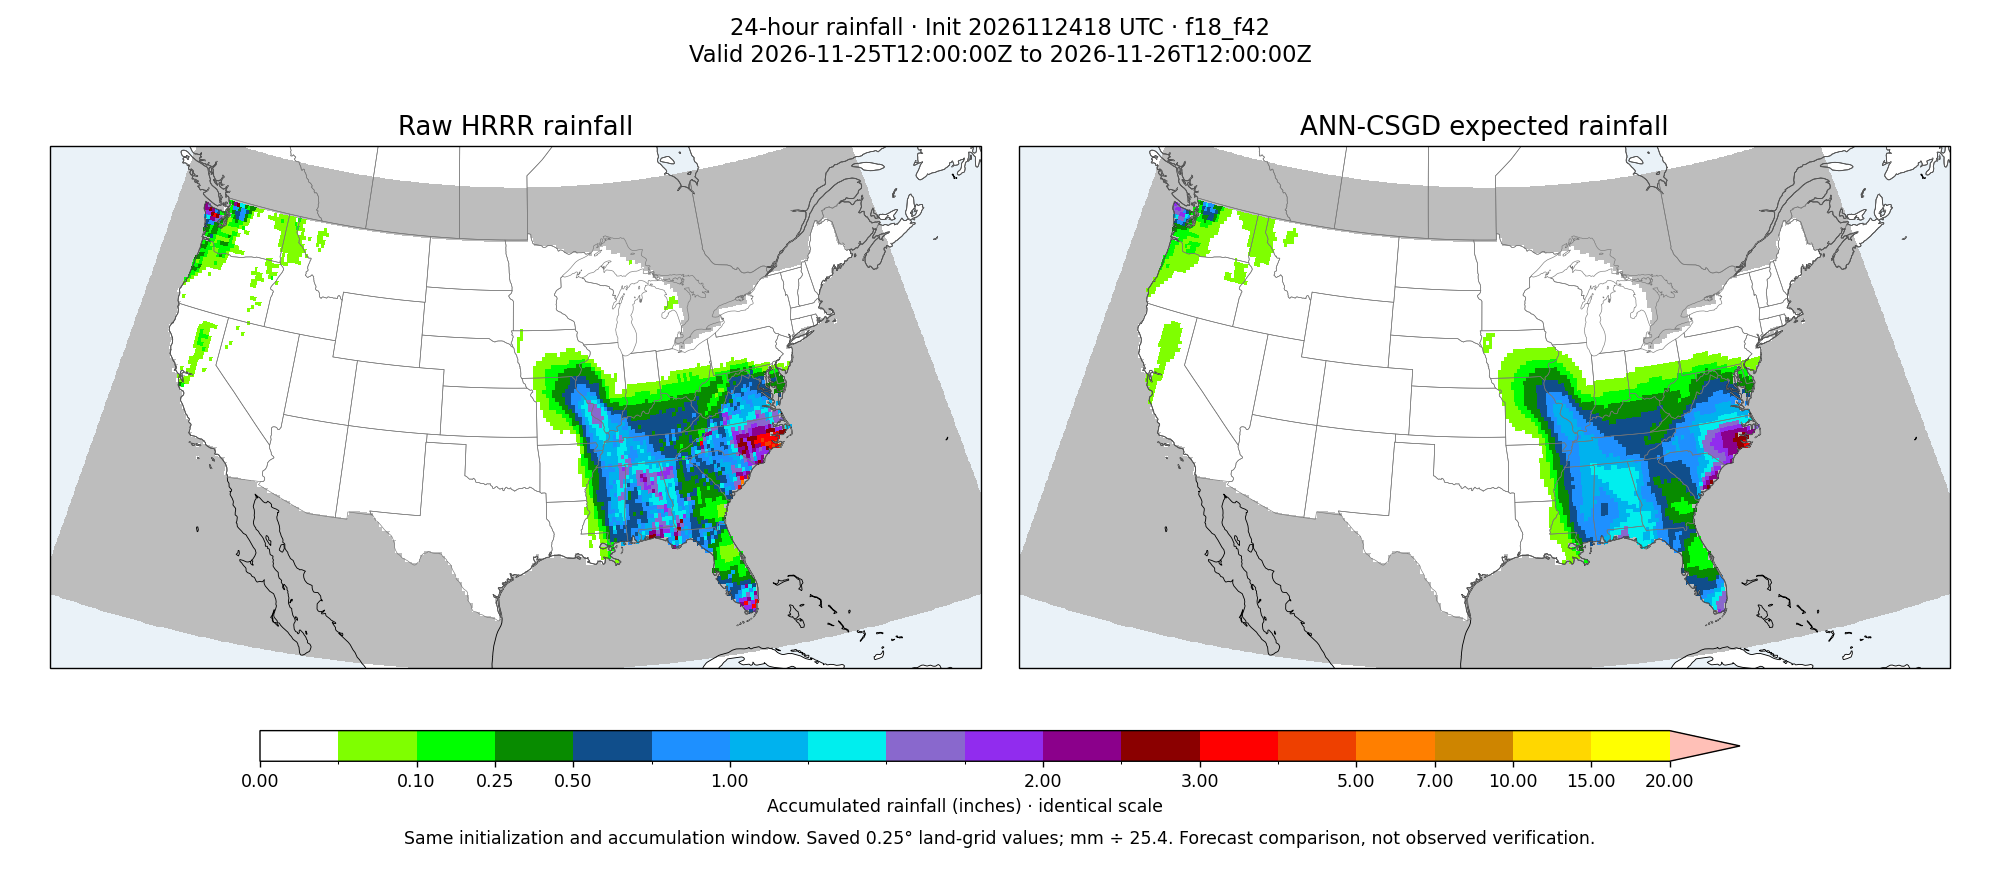 24-hour rainfall · Init 2026112418 UTC · f18_f42
Valid 2026-11-25T12:00:00Z to 2026-11-26T12:00:00Z
Raw HRRR rainfall
ANN-CSGD expected rainfall
0.00 0.10 0.25 0.50 1.00 2.00 3.00 5.00 7.00 10.00 15.00 20.00
Accumulated rainfall (inches) · identical scale
Same initialization and accumulation window. Saved 0.25° land-grid values; mm ÷ 25.4. Forecast comparison, not observed verification.